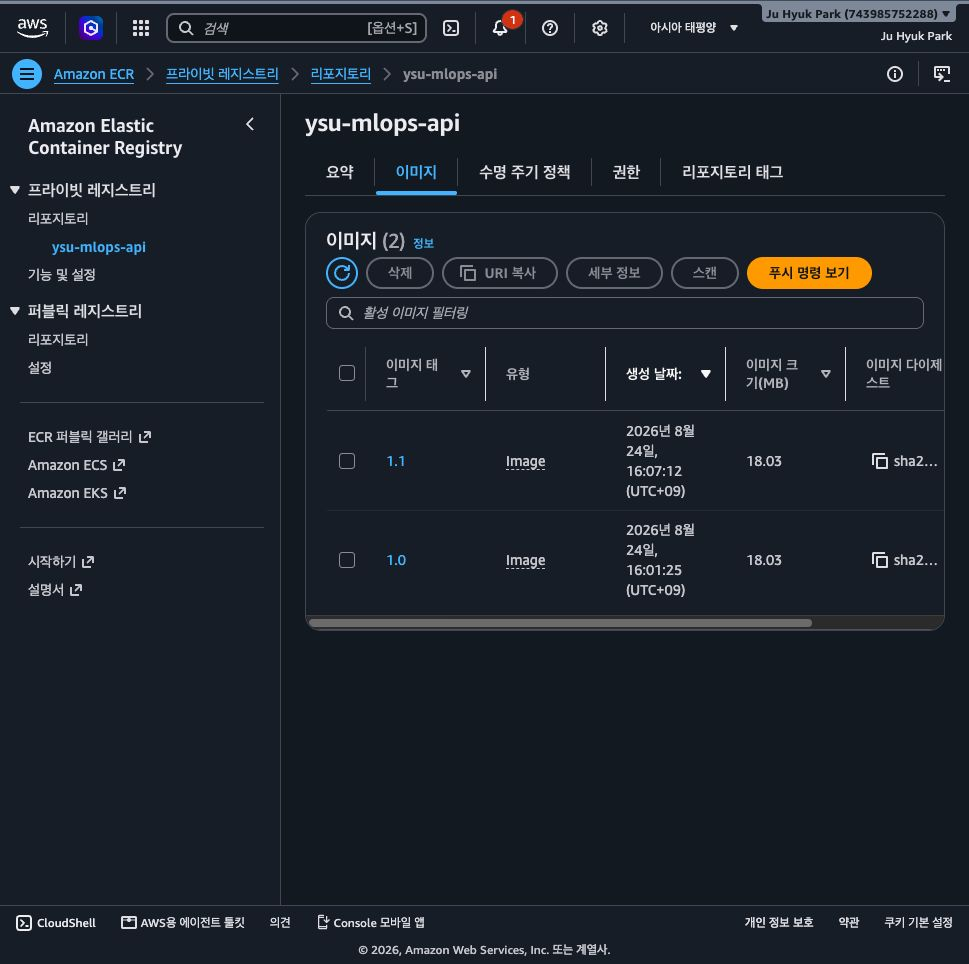 aws
검색
[옵션+S]
1
아시아 태평양
Ju Hyuk Park (743985752288)
Ju Hyuk Park
Amazon ECR
프라이빗 레지스트리
리포지토리
ysu-mlops-api
Amazon Elastic
Container Registry
프라이빗 레지스트리
리포지토리
ysu-mlops-api
기능 및 설정
퍼블릭 레지스트리
리포지토리
설정
ECR 퍼블릭 갤러리
Amazon ECS
Amazon EKS
시작하기
설명서
ysu-mlops-api
요약
이미지
수명 주기 정책
권한
리포지토리 태그
이미지 (2) 정보
삭제
URI 복사
세부 정보
스캔
푸시 명령 보기
활성 이미지 필터링
이미지 태
그
유형
생성 날짜:
이미지 크
기(MB)
이미지 다이제
스트
1.1
Image
2026년 8월
24일,
16:07:12
(UTC+09)
18.03
sha2...
1.0
Image
2026년 8월
24일,
16:01:25
(UTC+09)
18.03
sha2...
CloudShell
AWS용 에이전트 툴킷
의견
Console 모바일 앱
개인 정보 보호
약관
쿠키 기본 설정
© 2026, Amazon Web Services, Inc. 또는 계열사.